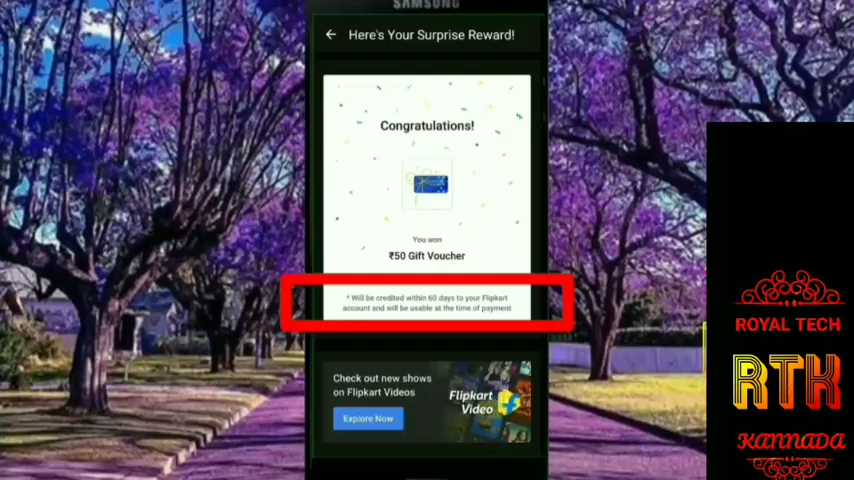 SAMSUNG
Here's Your Surprise Reward!
Congratulations!
You won
₹50 Gift Voucher
* Will be credited within 60 days to your Flipkart
account and will be usable at the time of payment
Check out new shows
on Flipkart Videos
Explore Now
Flipkart
Video
ROYAL TECH
RTK
KANNADA